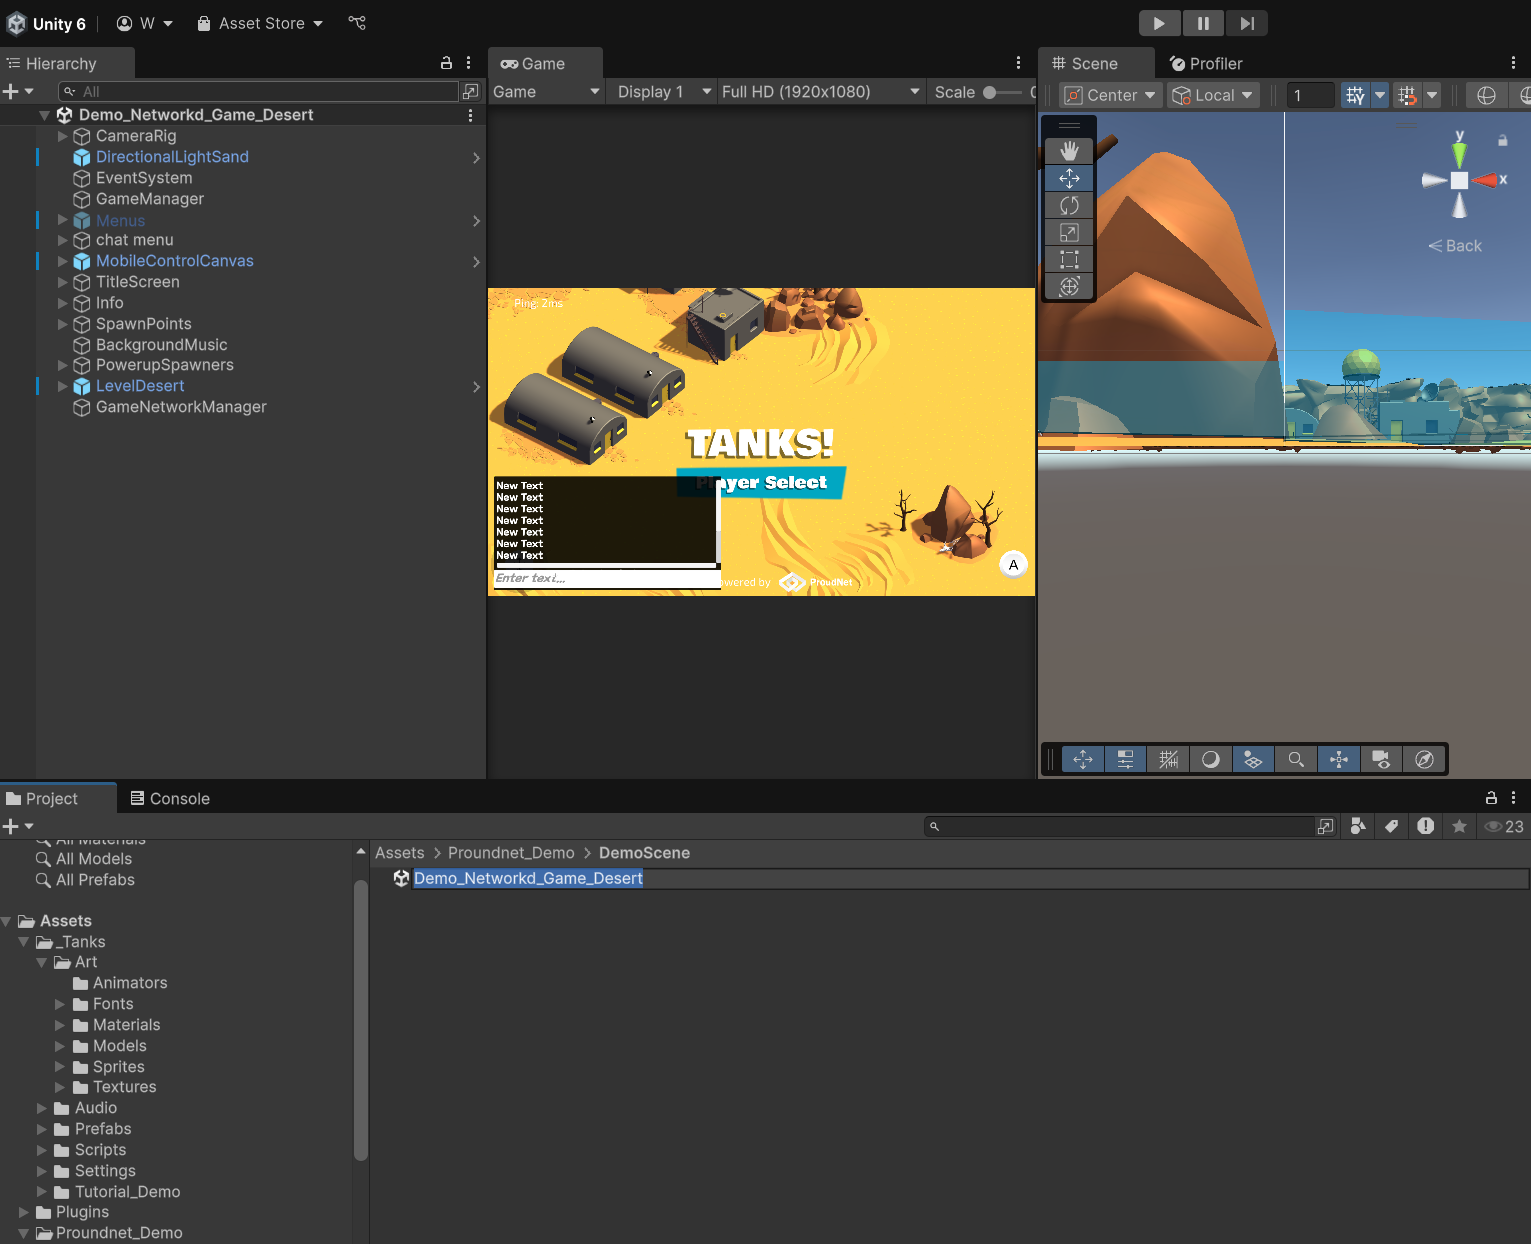 Unity 6
W
Asset Store
Hierarchy
Game
Scene
Profiler
All
Game
Display 1
Full HD (1920x1080)
Scale
Center
Local
1
Demo_Networkd_Game_Desert
CameraRig
DirectionalLightSand
EventSystem
GameManager
Menus
chat menu
MobileControlCanvas
TitleScreen
Info
SpawnPoints
BackgroundMusic
PowerupSpawners
LevelDesert
GameNetworkManager
Ping: 2ms
TANKS!
Player Select
New Text
New Text
New Text
New Text
New Text
New Text
New Text
Enter text...
owered by ProudNet
A
y
x
Back
Project
Console
23
All Materials
All Models
All Prefabs
Assets
_Tanks
Art
Animators
Fonts
Materials
Models
Sprites
Textures
Audio
Prefabs
Scripts
Settings
Tutorial_Demo
Plugins
Proundnet_Demo
Assets > Proundnet_Demo > DemoScene
Demo_Networkd_Game_Desert